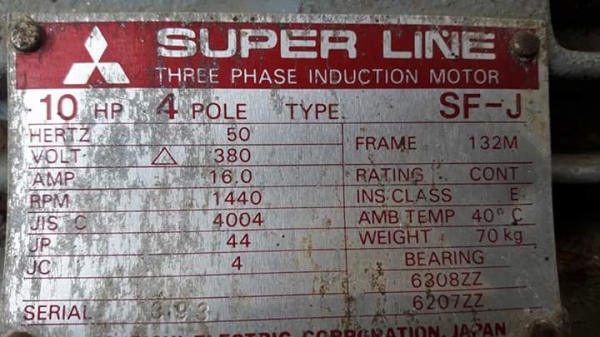 SUPER LINE
THREE PHASE INDUCTION MOTOR
10 HP 4 POLE TYPE SF-J
HERTZ 50
VOLT △ 380
AMP 16.0
RPM 1440
JIS C 4004
JP 44
JC 4
SERIAL
FRAME 132M
RATING CONT
INS CLASS E
AMB TEMP 40°C
WEIGHT 70 kg
BEARING
6308ZZ
6207ZZ
ELECTRIC CORPORATION, JAPAN